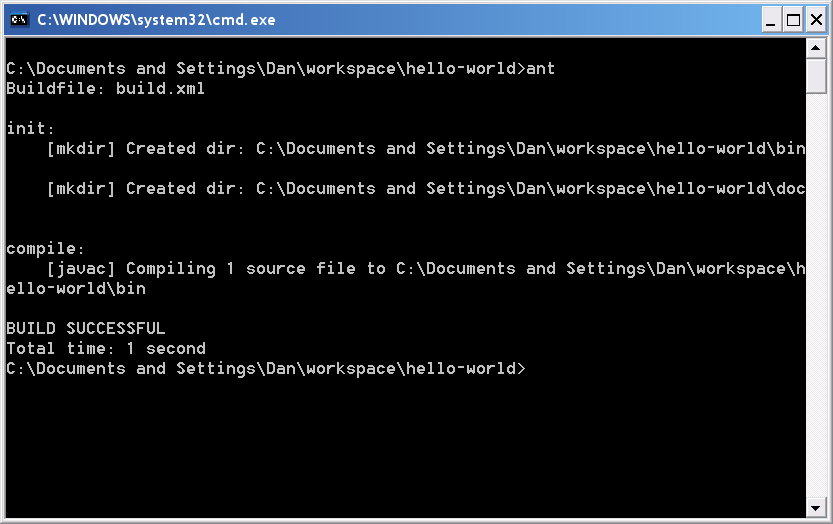 C:\WINDOWS\system32\cmd.exe
C:\Documents and Settings\Dan\workspace\hello-world>ant
Buildfile: build.xml
init:
[mkdir] Created dir: C:\Documents and Settings\Dan\workspace\hello-world\bin
[mkdir] Created dir: C:\Documents and Settings\Dan\workspace\hello-world\doc
compile:
[javac] Compiling 1 source file to C:\Documents and Settings\Dan\workspace\h
ello-world\bin
BUILD SUCCESSFUL
Total time: 1 second
C:\Documents and Settings\Dan\workspace\hello-world>